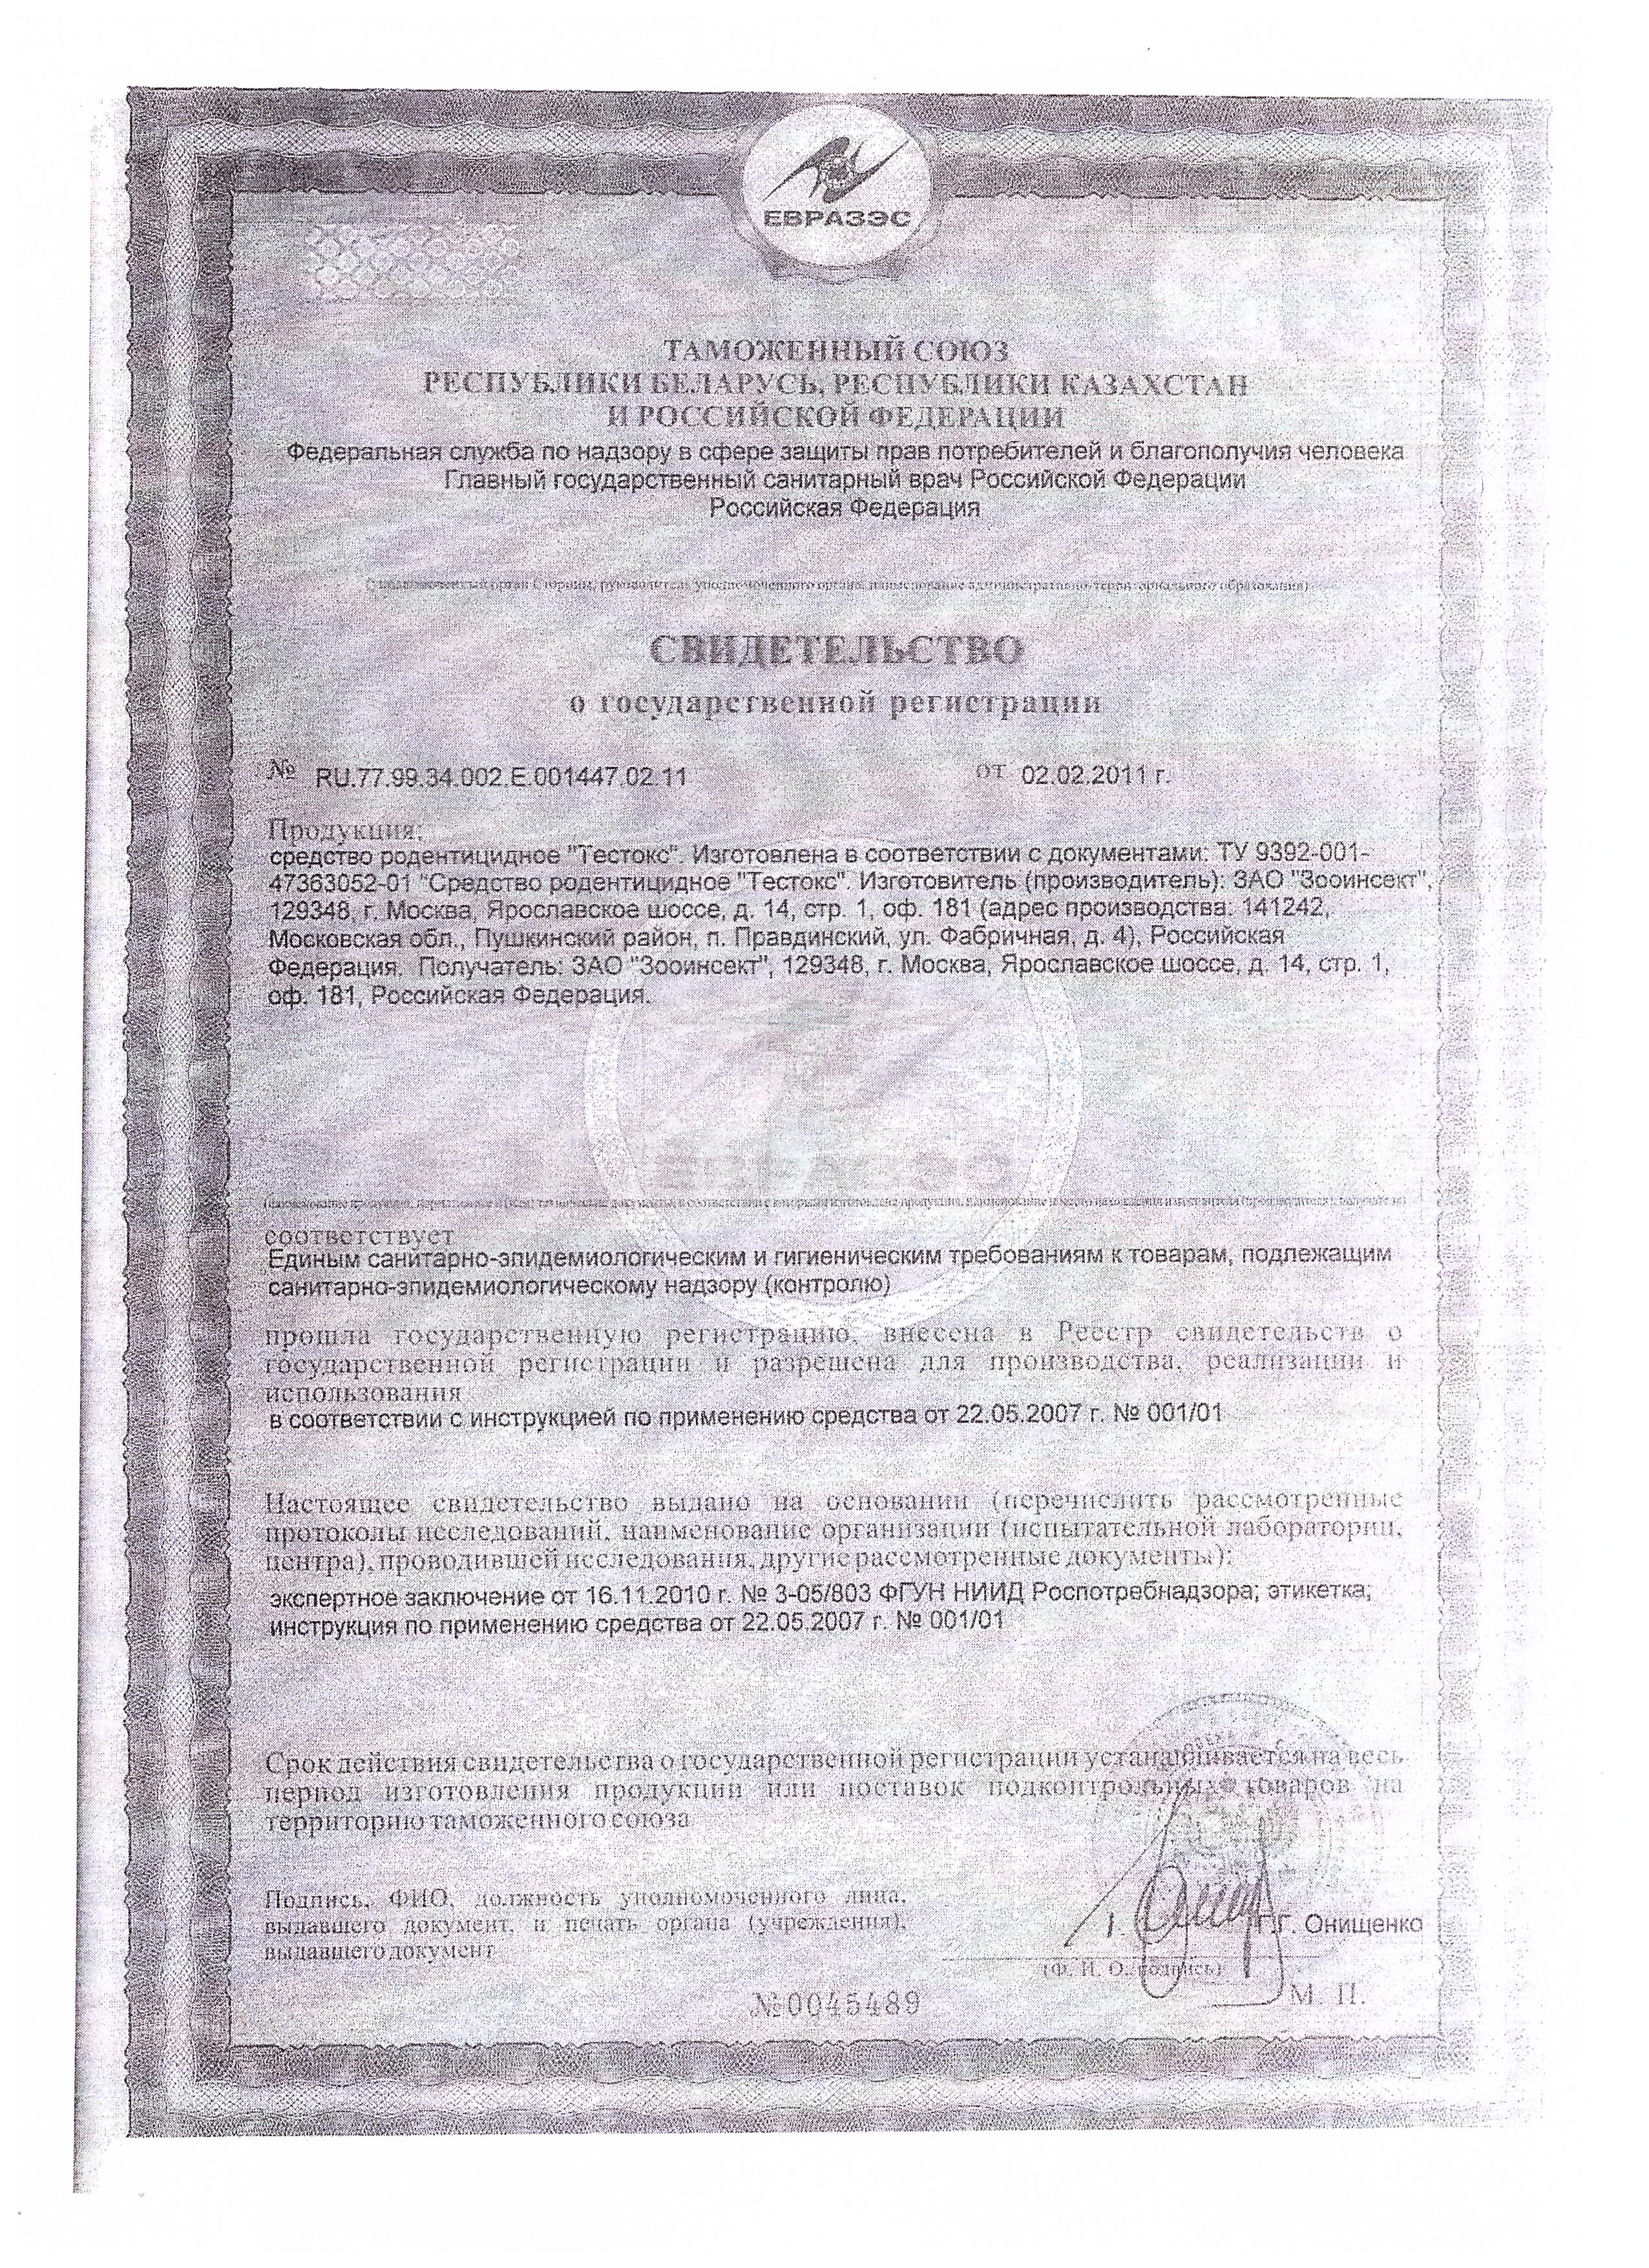 ЕВРАЗЭС
ТАМОЖЕННЫЙ СОЮЗ
РЕСПУБЛИКИ БЕЛАРУСЬ, РЕСПУБЛИКИ КАЗАХСТАН
И РОССИЙСКОЙ ФЕДЕРАЦИИ
Федеральная служба по надзору в сфере защиты прав потребителей и благополучия человека
Главный государственный санитарный врач Российской Федерации
Российская Федерация
(уполномоченный орган Стороны, руководитель уполномоченного органа, наименование административно-территориального образования)
СВИДЕТЕЛЬСТВО
о государственной регистрации
№ RU.77.99.34.002.Е.001447.02.11 от 02.02.2011 г.
Продукция:
средство родентицидное "Тестокс". Изготовлена в соответствии с документами: ТУ 9392-001-
47363052-01 "Средство родентицидное "Тестокс". Изготовитель (производитель): ЗАО "Зооинсект",
129348, г. Москва, Ярославское шоссе, д. 14, стр. 1, оф. 181 (адрес производства: 141242,
Московская обл., Пушкинский район, п. Правдинский, ул. Фабричная, д. 4), Российская
Федерация. Получатель: ЗАО "Зооинсект", 129348, г. Москва, Ярославское шоссе, д. 14, стр. 1,
оф. 181, Российская Федерация.
ЕВРАЗЭС
соответствует
Единым санитарно-эпидемиологическим и гигиеническим требованиям к товарам, подлежащим
санитарно-эпидемиологическому надзору (контролю)
прошла государственную регистрацию, внесена в Реестр свидетельств о
государственной регистрации и разрешена для производства, реализации и
использования
в соответствии с инструкцией по применению средства от 22.05.2007 г. № 001/01
Настоящее свидетельство выдано на основании (перечислить рассмотренные
протоколы исследований, наименование организации (испытательной лаборатории,
центра), проводившей исследования, другие рассмотренные документы):
экспертное заключение от 16.11.2010 г. № 3-05/803 ФГУН НИИД Роспотребнадзора; этикетка;
инструкция по применению средства от 22.05.2007 г. № 001/01
Срок действия свидетельства о государственной регистрации устанавливается на весь
период изготовления продукции или поставок подконтрольных товаров на
территорию таможенного союза
Подпись, ФИО, должность уполномоченного лица,
выдавшего документ, и печать органа (учреждения),
выдавшего документ
Г.Г. Онищенко
(Ф. И. О./подпись)
М. П.
№0045489